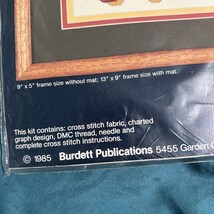 9" x 5" frame size without mat; 13" x 9" frame size with mat.
This kit contains: cross stitch fabric, charted
graph design, DMC thread, needle and
complete cross stitch instructions.
© 1985 Burdett Publications 5455 Garden